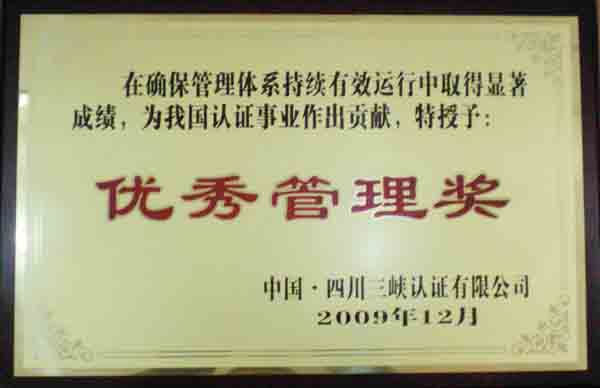 在确保管理体系持续有效运行中取得显著
成绩，为我国认证事业作出贡献，特授予：
优秀管理奖
中国·四川三峡认证有限公司
2009年12月